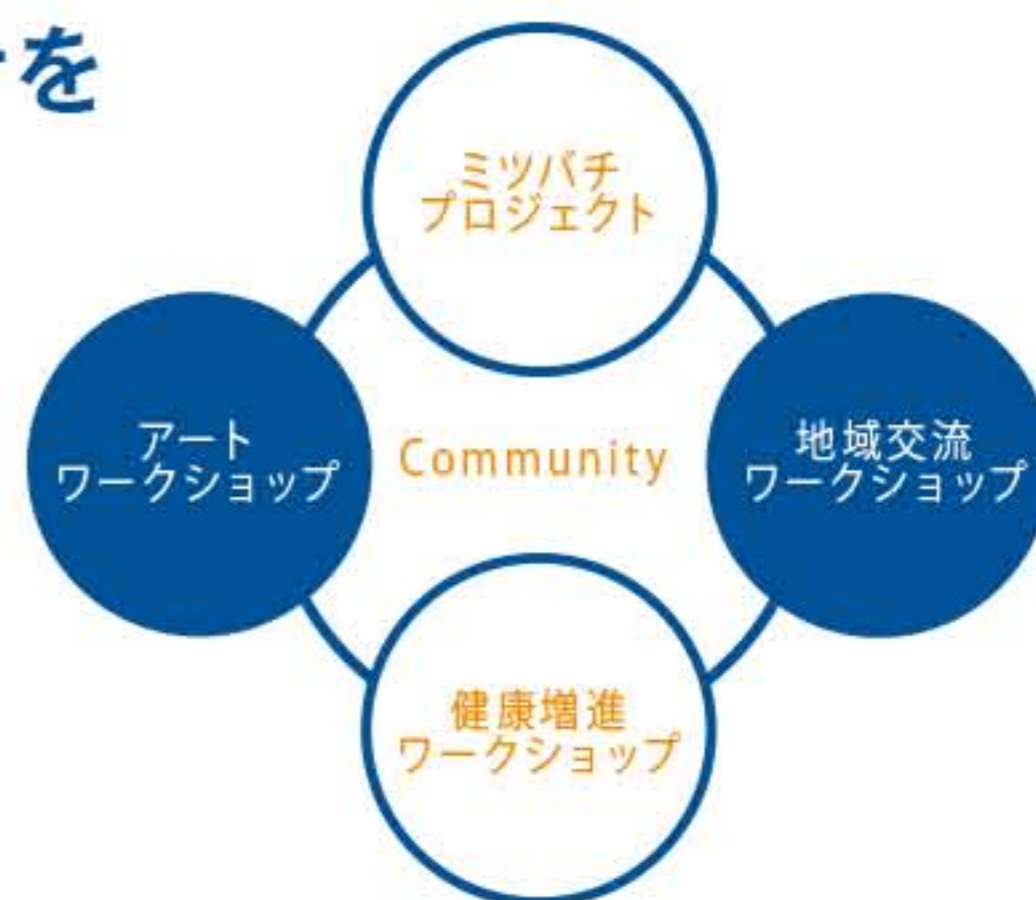 を
ミツバチ
プロジェクト
アート
ワークショップ
Community
地域交流
ワークショップ
健康増進
ワークショップ